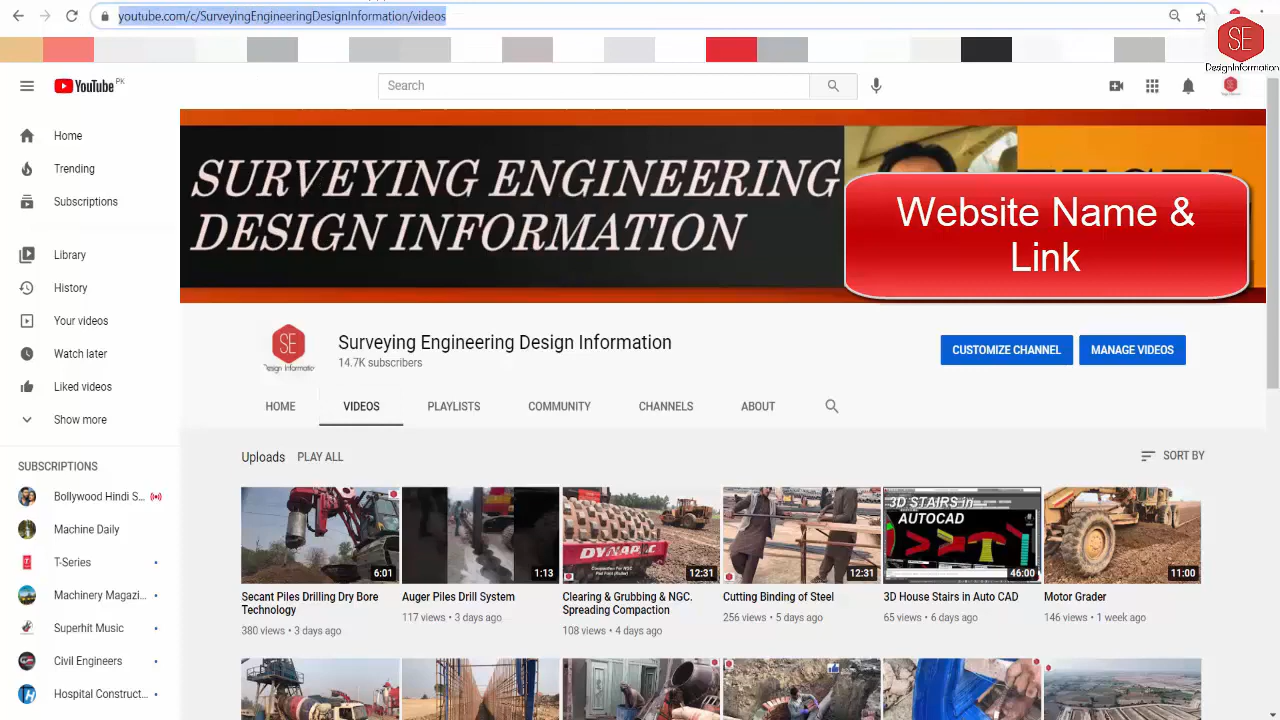 youtube.com/c/SurveyingEngineeringDesignInformation/videos
SE
DesignInformation
YouTube PK
Search
Home
Trending
Subscriptions
Library
History
Your videos
Watch later
Liked videos
Show more
SUBSCRIPTIONS
Bollywood Hindi S...
Machine Daily
T-Series
Machinery Magazi...
Superhit Music
Civil Engineers
Hospital Construct...
SURVEYING ENGINEERING
DESIGN INFORMATION
Website Name &
Link
SE
Design Informatio
Surveying Engineering Design Information
14.7K subscribers
CUSTOMIZE CHANNEL
MANAGE VIDEOS
HOME
VIDEOS
PLAYLISTS
COMMUNITY
CHANNELS
ABOUT
Uploads
PLAY ALL
SORT BY
6:01
Secant Piles Drilling Dry Bore
Technology
380 views • 3 days ago
1:13
Auger Piles Drill System
117 views • 3 days ago
DYNAPAC
12:31
Clearing & Grubbing & NGC.
Spreading Compaction
108 views • 4 days ago
12:31
Cutting Binding of Steel
256 views • 5 days ago
3D STAIRS in
AUTOCAD
46:00
3D House Stairs in Auto CAD
65 views • 6 days ago
11:00
Motor Grader
146 views • 1 week ago